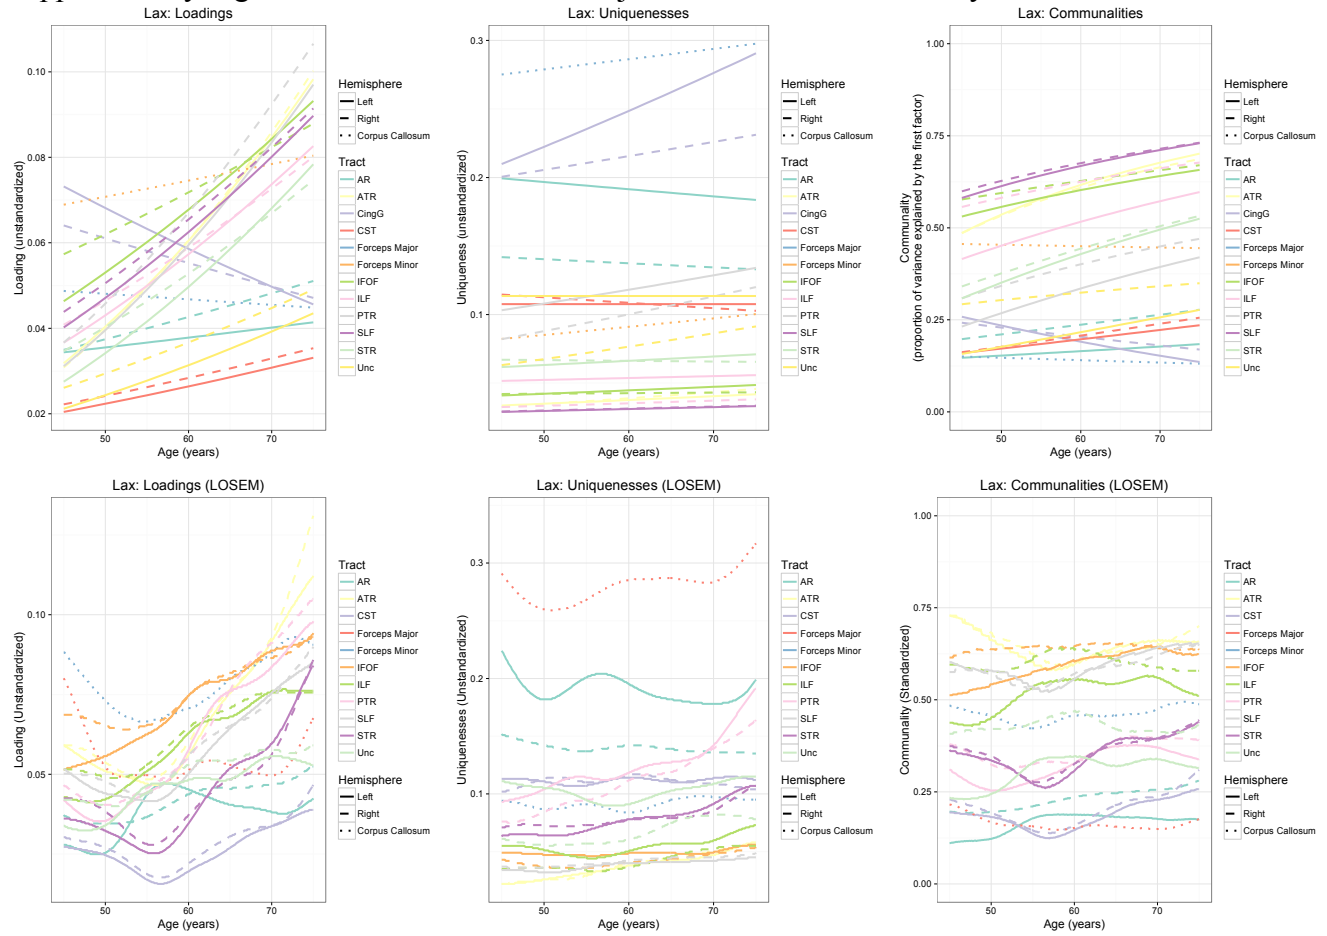 Lax: Loadings
Loading (unstandardized)
0.10
0.08
0.06
0.04
0.02
50
60
70
Age (years)
Hemisphere
Left
Right
Corpus Callosum
Tract
AR
ATR
CingG
CST
Forceps Major
Forceps Minor
IFOF
ILF
PTR
SLF
STR
Unc
Lax: Uniquenesses
Uniqueness (unstandardized)
0.3
0.2
0.1
50
60
70
Age (years)
Hemisphere
Left
Right
Corpus Callosum
Tract
AR
ATR
CingG
CST
Forceps Major
Forceps Minor
IFOF
ILF
PTR
SLF
STR
Unc
Lax: Communalities
Communality
(proportion of variance explained by the first factor)
1.00
0.75
0.50
0.25
0.00
50
60
70
Age (years)
Hemisphere
Left
Right
Corpus Callosum
Tract
AR
ATR
CingG
CST
Forceps Major
Forceps Minor
IFOF
ILF
PTR
SLF
STR
Unc
Lax: Loadings (LOSEM)
Loading (Unstandardized)
0.10
0.05
50
60
70
Age (years)
Tract
AR
ATR
CST
Forceps Major
Forceps Minor
IFOF
ILF
PTR
SLF
STR
Unc
Hemisphere
Left
Right
Corpus Callosum
Lax: Uniquenesses (LOSEM)
Uniquenesses (Unstandardized)
0.3
0.2
0.1
50
60
70
Age (years)
Tract
AR
ATR
CST
Forceps Major
Forceps Minor
IFOF
ILF
PTR
SLF
STR
Unc
Hemisphere
Left
Right
Corpus Callosum
Lax: Communalities (LOSEM)
Communality (Standardized)
1.00
0.75
0.50
0.25
0.00
50
60
70
Age (years)
Tract
AR
ATR
CST
Forceps Major
Forceps Minor
IFOF
ILF
PTR
SLF
STR
Unc
Hemisphere
Left
Right
Corpus Callosum